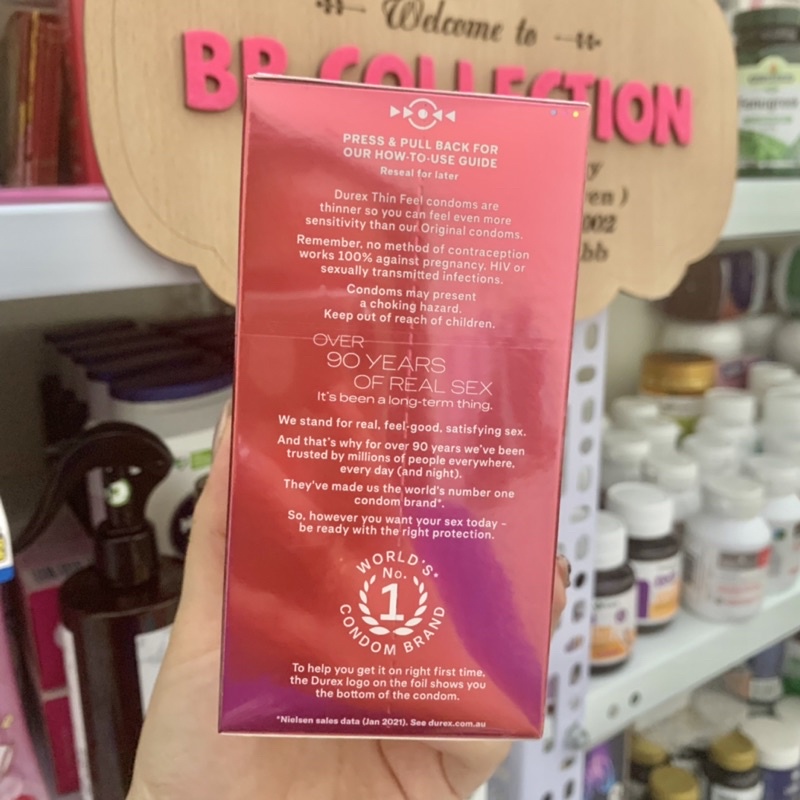 Welcome to
BB COLLECTION
PRESS & PULL BACK FOR
OUR HOW-TO-USE GUIDE
Reseal for later
Durex Thin Feel condoms are
thinner so you can feel even more
sensitivity than our Original condoms.
Remember, no method of contraception
works 100% against pregnancy, HIV or
sexually transmitted infections.
Condoms may present
a choking hazard.
Keep out of reach of children.
OVER
90 YEARS
OF REAL SEX
It's been a long-term thing.
We stand for real, feel-good, satisfying sex.
And that's why for over 90 years we've been
trusted by millions of people everywhere,
every day (and night).
They've made us the world's number one
condom brand*.
So, however you want your sex today –
be ready with the right protection.
WORLD'S*
No.
1
CONDOM BRAND
To help you get it on right first time,
the Durex logo on the foil shows you
the bottom of the condom.
*Nielsen sales data (Jan 2021). See durex.com.au